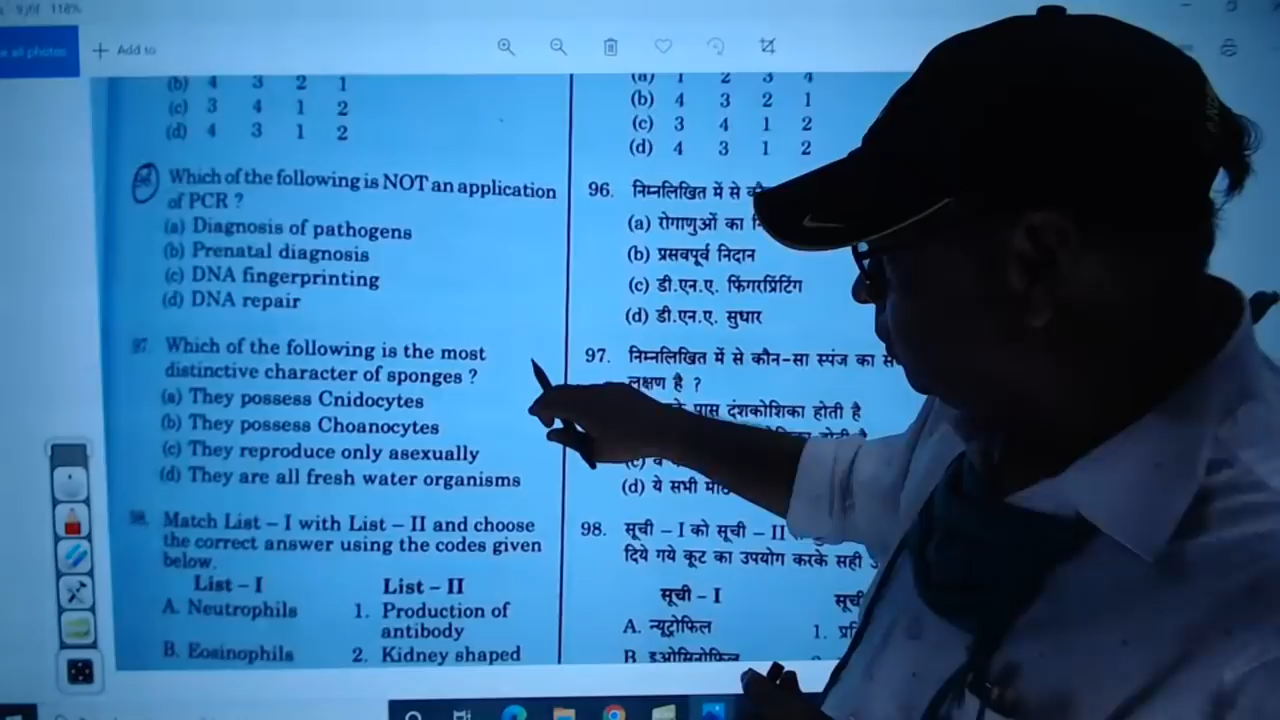 118%
all photos
Add to
(b) 4 3 2 1
(c) 3 4 1 2
(d) 4 3 1 2
Which of the following is NOT an application
of PCR ?
(a) Diagnosis of pathogens
(b) Prenatal diagnosis
(c) DNA fingerprinting
(d) DNA repair
97. Which of the following is the most
distinctive character of sponges ?
(a) They possess Cnidocytes
(b) They possess Choanocytes
(c) They reproduce only asexually
(d) They are all fresh water organisms
98. Match List – I with List – II and choose
the correct answer using the codes given
below.
List – I List – II
A. Neutrophils 1. Production of
antibody
B. Eosinophils 2. Kidney shaped
(a) 1 2 3 4
(b) 4 3 2 1
(c) 3 4 1 2
(d) 4 3 1 2
96. निम्नलिखित में से
(a) रोगाणुओं का
(b) प्रसवपूर्व निदान
(c) डी.एन.ए. फिंगरप्रिंटिंग
(d) डी.एन.ए. सुधार
97. निम्नलिखित में से कौन-सा स्पंज का
लक्षण है ?
पास दंशकोशिका होती है
(c)
(d) ये सभी
98. सूची – I को सूची – II
दिये गये कूट का उपयोग करके सही
सूची – I
A. न्यूट्रोफिल 1.
B. इओसिनोफिल